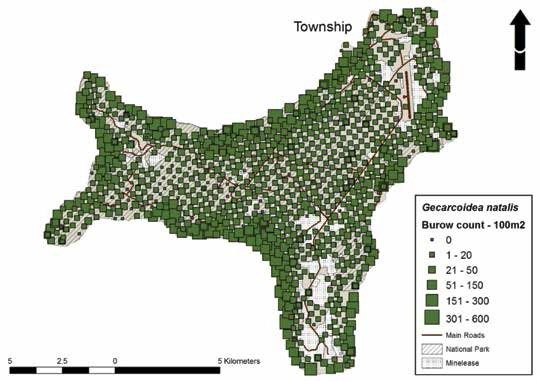 Township
Gecarcoidea natalis
Burow count - 100m2
0
1 - 20
21 - 50
51 - 150
151 - 300
301 - 600
Main Roads
National Park
Minelease
5 2.5 0 5 Kilometers